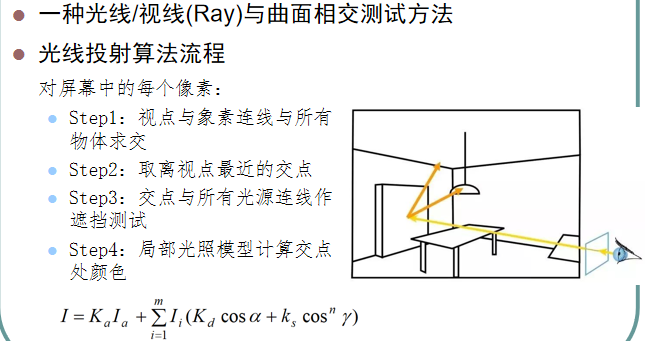 一种光线/视线(Ray)与曲面相交测试方法
光线投射算法流程
对屏幕中的每个像素：
Step1：视点与象素连线与所有
物体求交
Step2：取离视点最近的交点
Step3：交点与所有光源连线作
遮挡测试
Step4：局部光照模型计算交点
处颜色
I = K_a I_a + \sum_{i=1}^{m} I_i (K_d \cos α + k_s \cos^n γ)